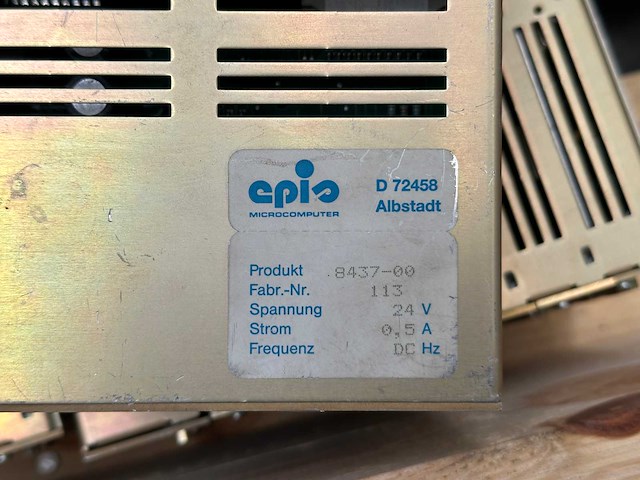 epis
MICROCOMPUTER
D 72458
Albstadt
Produkt 8437-00
Fabr.-Nr. 113
Spannung 24 V
Strom 0,5 A
Frequenz DC Hz